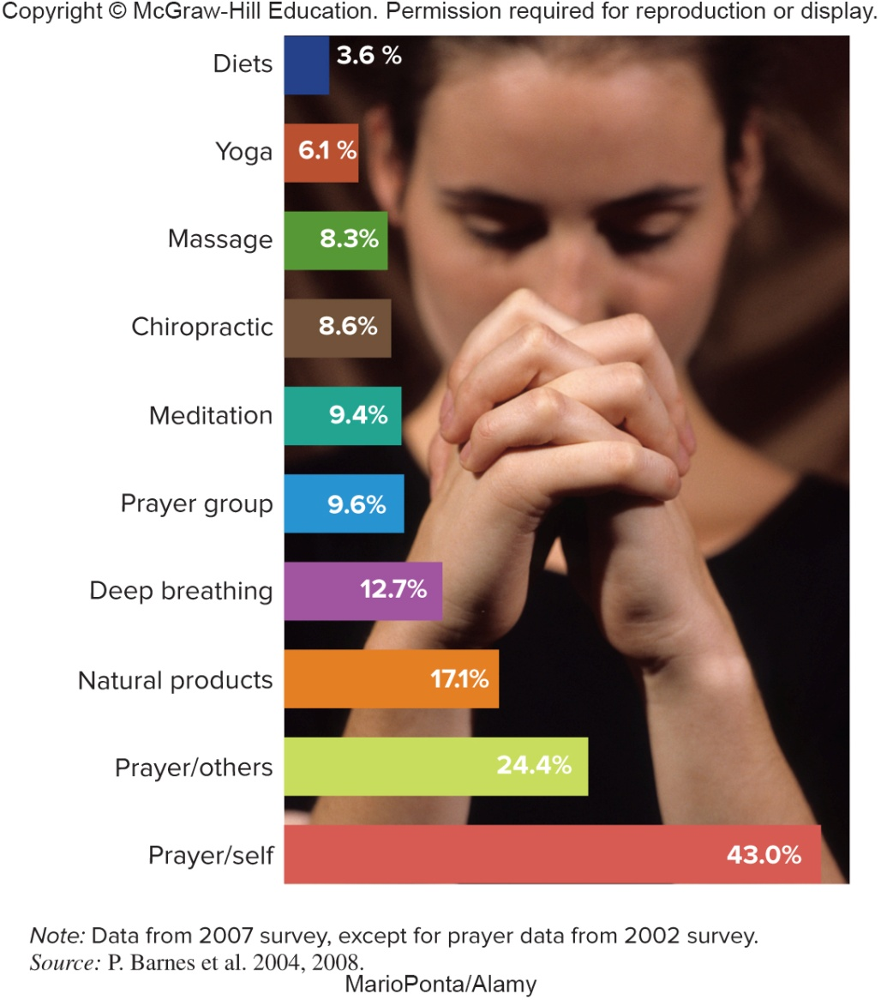 Copyright © McGraw-Hill Education. Permission required for reproduction or display.
Diets 3.6 %
Yoga 6.1 %
Massage 8.3%
Chiropractic 8.6%
Meditation 9.4%
Prayer group 9.6%
Deep breathing 12.7%
Natural products 17.1%
Prayer/others 24.4%
Prayer/self 43.0%
Note: Data from 2007 survey, except for prayer data from 2002 survey.
Source: P. Barnes et al. 2004, 2008.
MarioPonta/Alamy